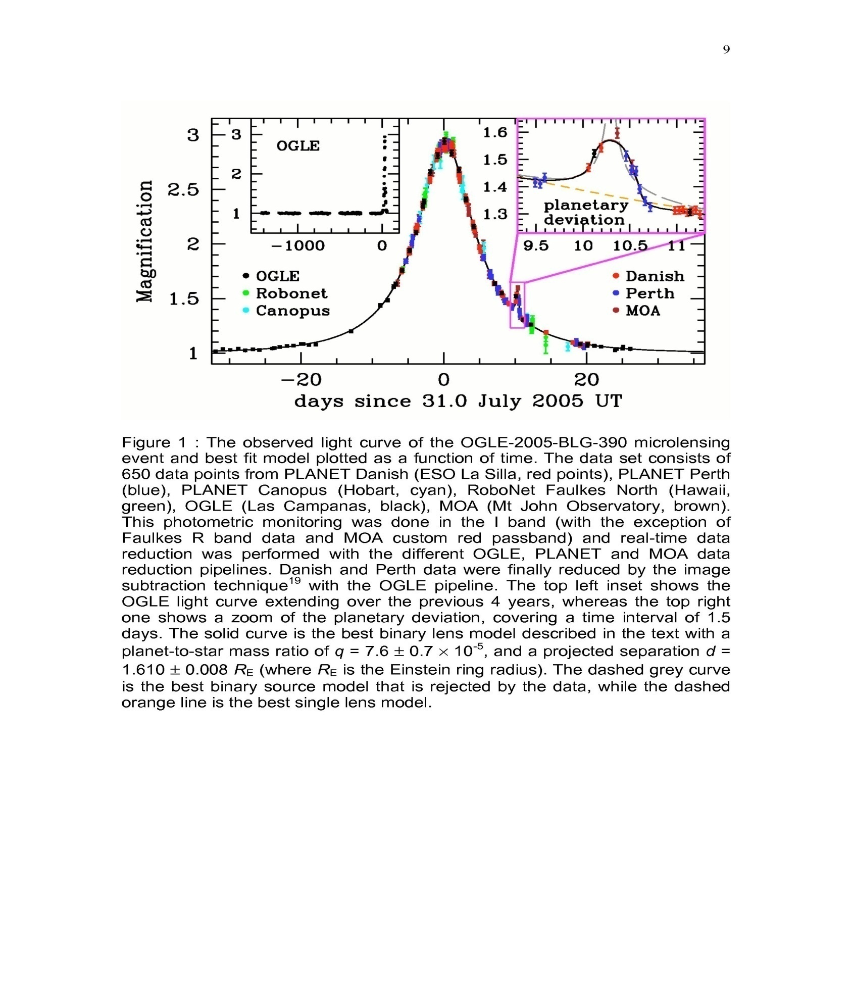 9
3
2.5
2
1.5
1
Magnification
3
2
1
OGLE
−1000 0
1.6
1.5
1.4
1.3
planetary
deviation
9.5 10 10.5 11
OGLE
Robonet
Canopus
Danish
Perth
MOA
−20 0 20
days since 31.0 July 2005 UT
Figure 1 : The observed light curve of the OGLE-2005-BLG-390 microlensing
event and best fit model plotted as a function of time. The data set consists of
650 data points from PLANET Danish (ESO La Silla, red points), PLANET Perth
(blue), PLANET Canopus (Hobart, cyan), RoboNet Faulkes North (Hawaii,
green), OGLE (Las Campanas, black), MOA (Mt John Observatory, brown).
This photometric monitoring was done in the I band (with the exception of
Faulkes R band data and MOA custom red passband) and real-time data
reduction was performed with the different OGLE, PLANET and MOA data
reduction pipelines. Danish and Perth data were finally reduced by the image
subtraction technique¹⁹ with the OGLE pipeline. The top left inset shows the
OGLE light curve extending over the previous 4 years, whereas the top right
one shows a zoom of the planetary deviation, covering a time interval of 1.5
days. The solid curve is the best binary lens model described in the text with a
planet-to-star mass ratio of q = 7.6 ± 0.7 × 10⁻⁵, and a projected separation d =
1.610 ± 0.008 RE (where RE is the Einstein ring radius). The dashed grey curve
is the best binary source model that is rejected by the data, while the dashed
orange line is the best single lens model.